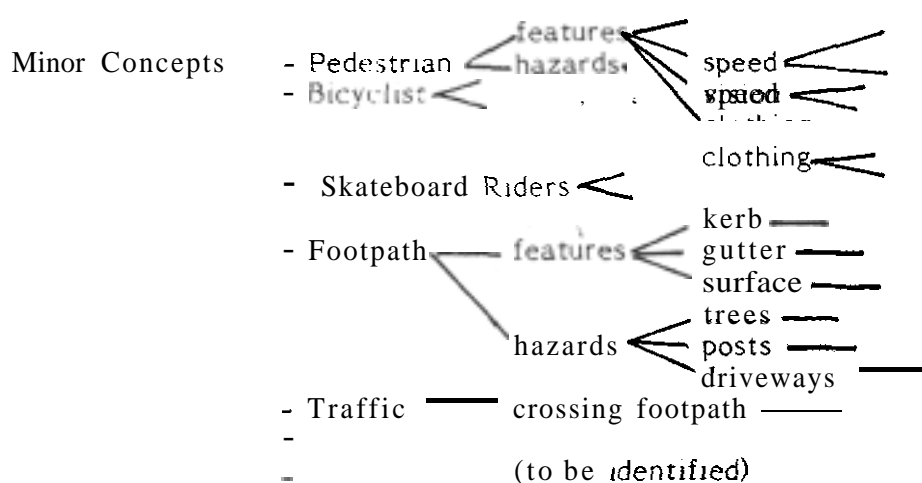 features
Minor Concepts - Pedestrian hazards speed
- Bicyclist vision
clothing
- Skateboard Riders
kerb
- Footpath features gutter
surface
trees
hazards posts
driveways
- Traffic crossing footpath
-
- (to be identified)